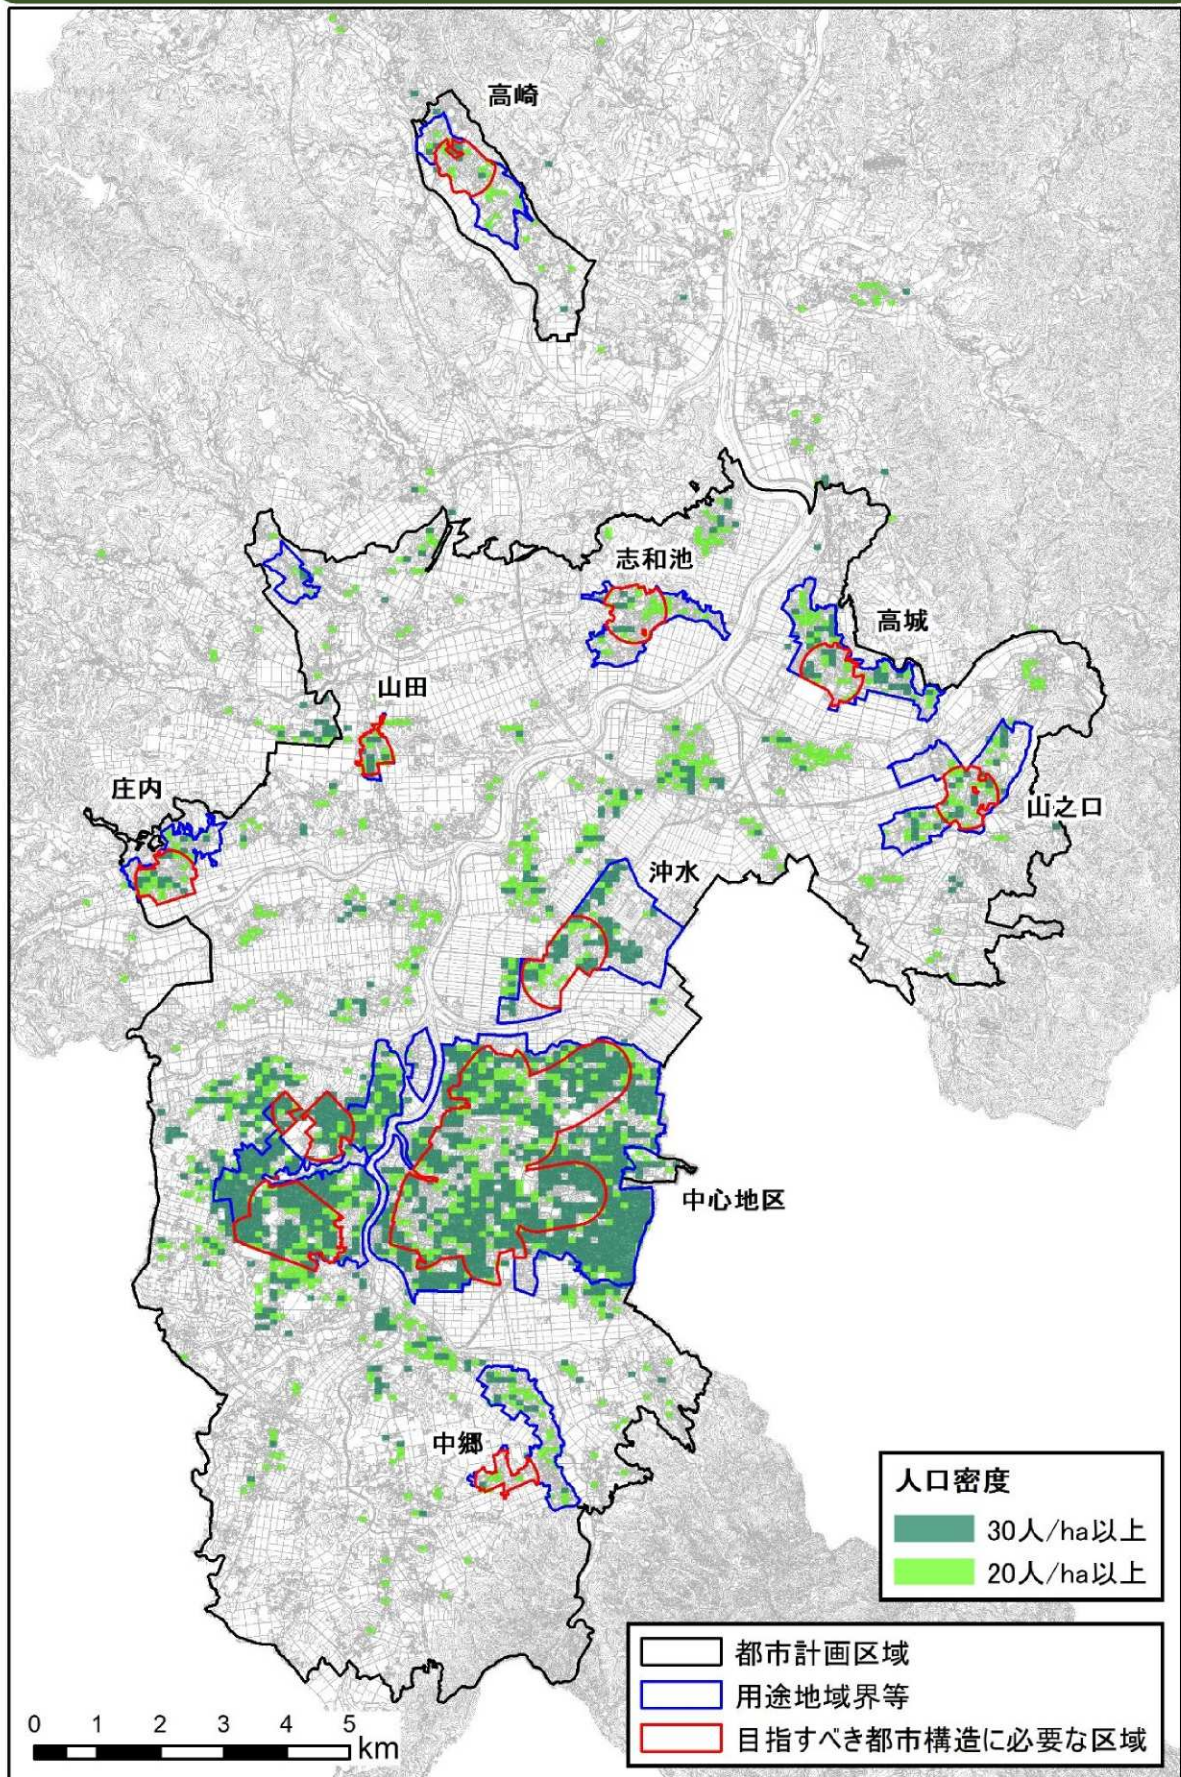 高崎
志和池
高城
山田
庄内
山之口
沖水
中心地区
中郷
人口密度
30人/ha以上
20人/ha以上
都市計画区域
用途地域界等
目指すべき都市構造に必要な区域
0 1 2 3 4 5
km